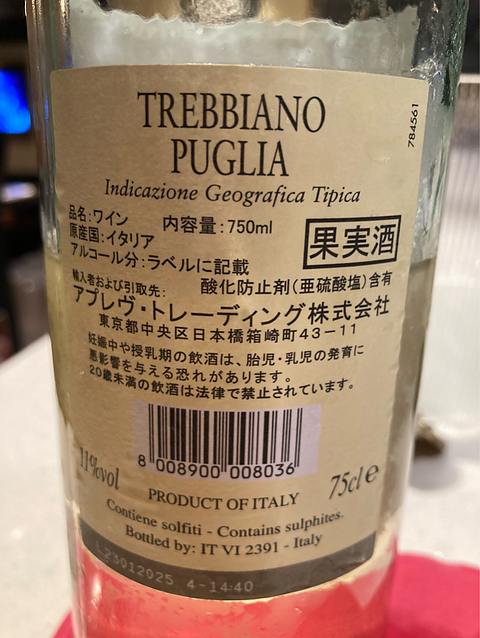 TREBBIANO
PUGLIA
Indicazione Geografica Tipica
784561
品名:ワイン 内容量:750ml
原産国:イタリア
アルコール分:ラベルに記載
果実酒
酸化防止剤(亜硫酸塩)含有
輸入者および引取先:
アプレヴ・トレーディング株式会社
東京都中央区日本橋箱崎町43-11
妊娠中や授乳期の飲酒は、胎児・乳児の発育に
悪影響を与える恐れがあります。
20歳未満の飲酒は法律で禁止されています。
8 008900 008036
11%vol
PRODUCT OF ITALY
75cl e
Contiene solfiti - Contains sulphites.
Bottled by: IT VI 2391 - Italy
L23012025 4-14:40